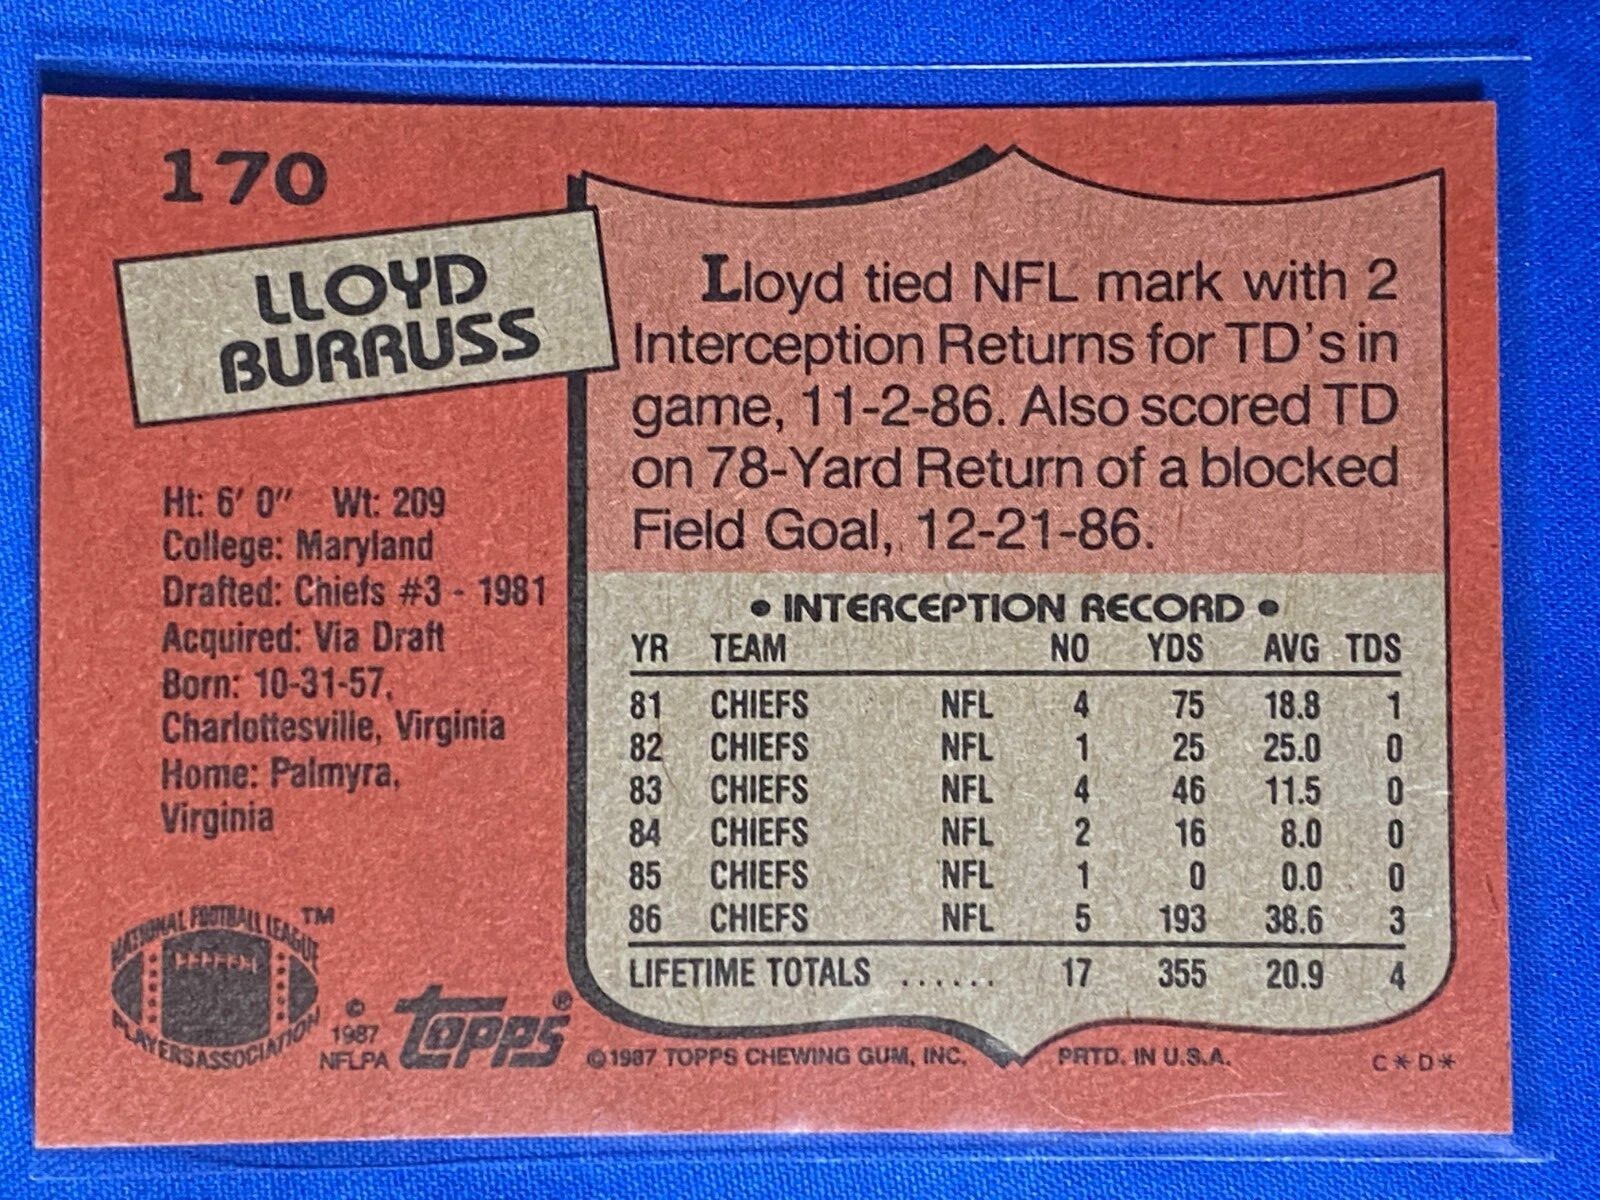 170
LLOYD
BURRUSS
Ht: 6' 0" Wt: 209
College: Maryland
Drafted: Chiefs #3 - 1981
Acquired: Via Draft
Born: 10-31-57,
Charlottesville, Virginia
Home: Palmyra,
Virginia
NATIONAL FOOTBALL LEAGUE ™
PLAYERS ASSOCIATION
© 1987 NFLPA
Topps®
Lloyd tied NFL mark with 2
Interception Returns for TD's in
game, 11-2-86. Also scored TD
on 78-Yard Return of a blocked
Field Goal, 12-21-86.
• INTERCEPTION RECORD •
YR TEAM NO YDS AVG TDS
81 CHIEFS NFL 4 75 18.8 1
82 CHIEFS NFL 1 25 25.0 0
83 CHIEFS NFL 4 46 11.5 0
84 CHIEFS NFL 2 16 8.0 0
85 CHIEFS NFL 1 0 0.0 0
86 CHIEFS NFL 5 193 38.6 3
LIFETIME TOTALS ...... 17 355 20.9 4
©1987 TOPPS CHEWING GUM, INC. PRTD. IN U.S.A. C*D*